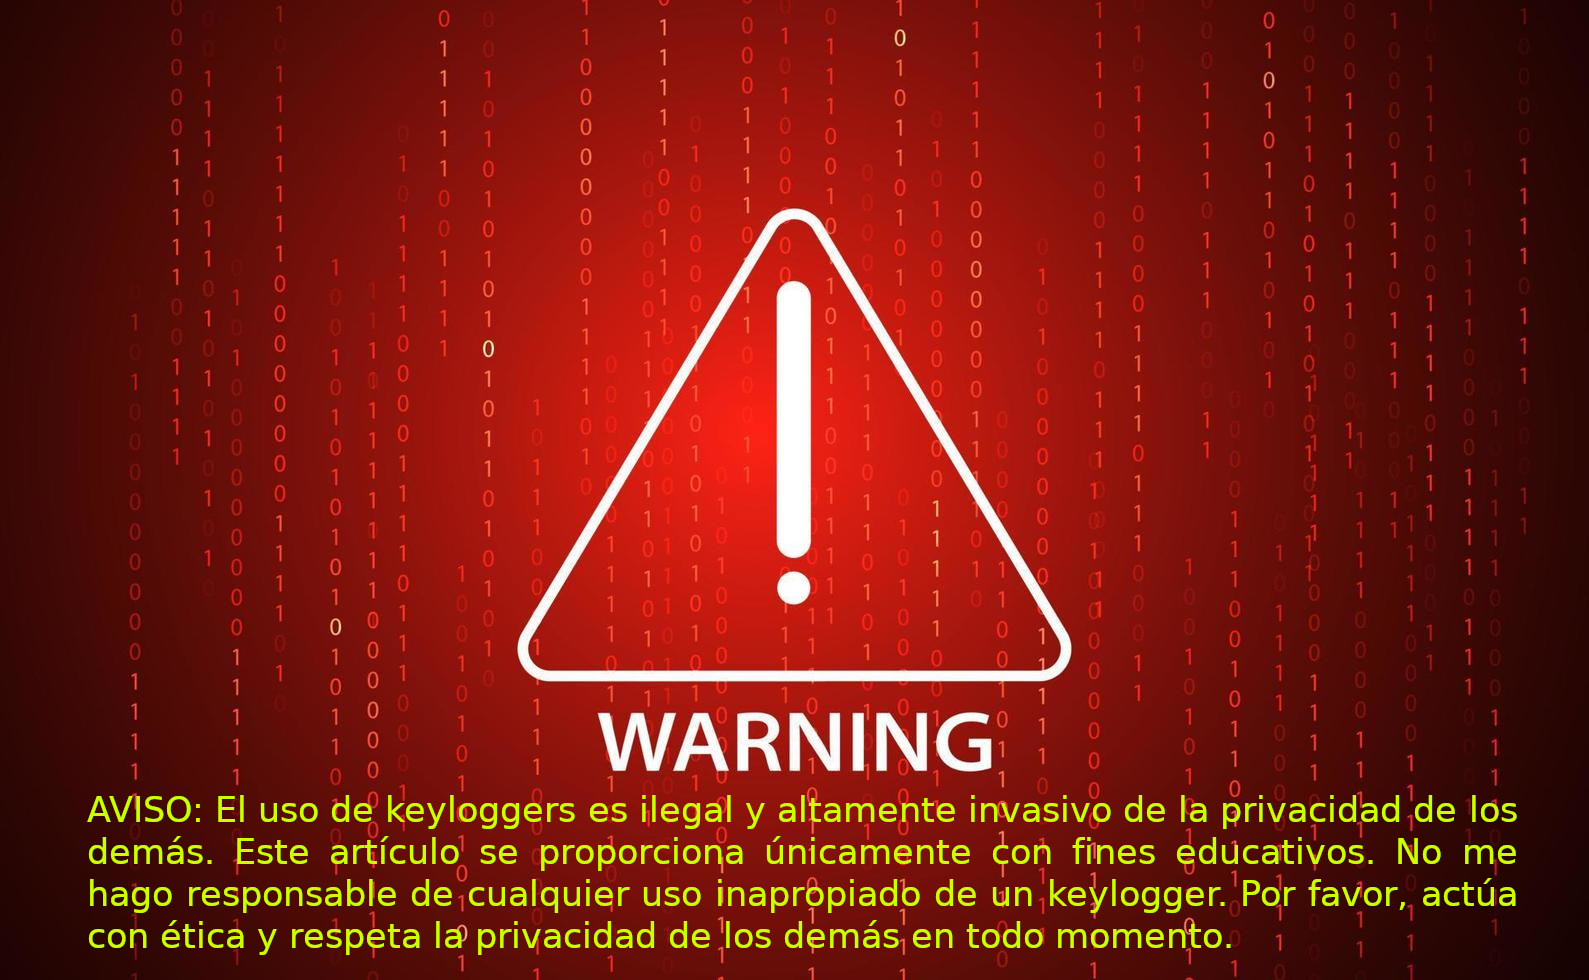 WARNING
AVISO: El uso de keyloggers es ilegal y altamente invasivo de la privacidad de los
demás. Este artículo se proporciona únicamente con fines educativos. No me
hago responsable de cualquier uso inapropiado de un keylogger. Por favor, actúa
con ética y respeta la privacidad de los demás en todo momento.